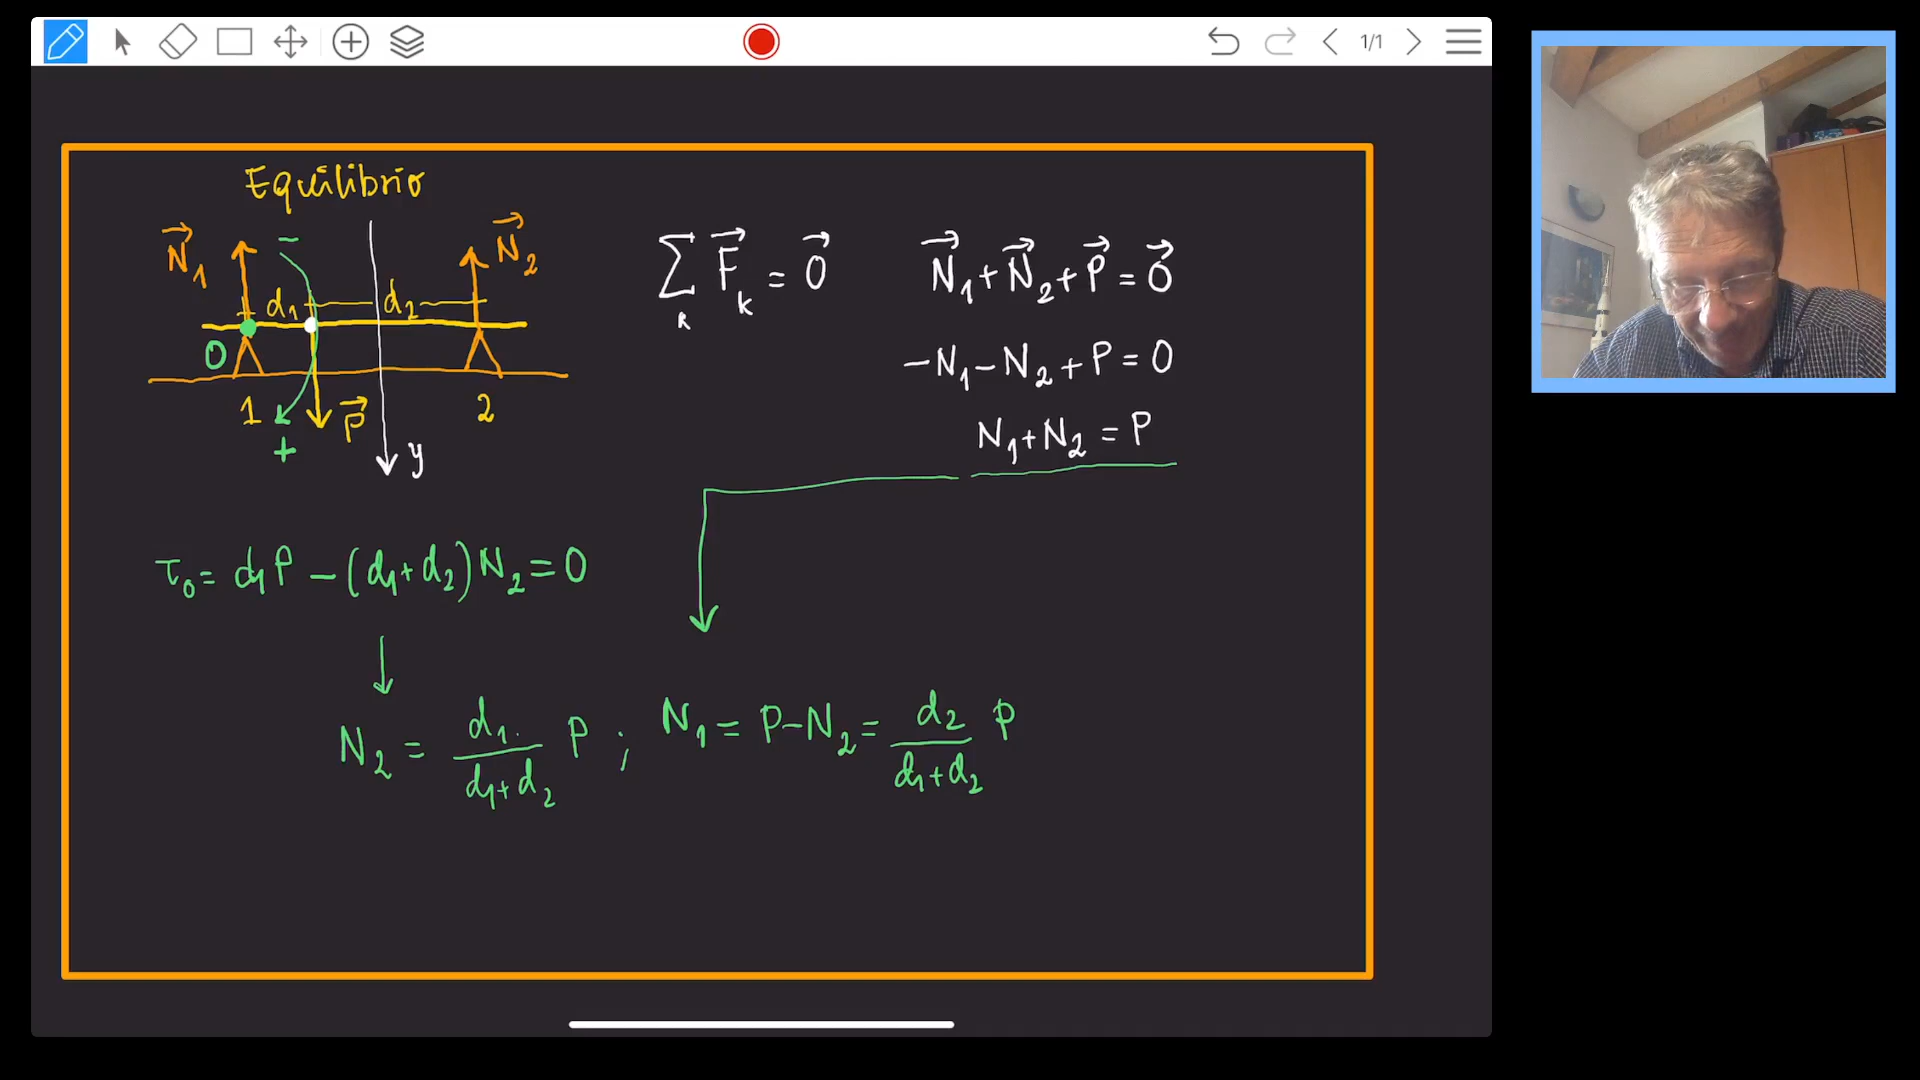 1/1
Equilibrio
N⃗₁ − d₁ d₂ N⃗₂
O
1 P⃗ 2
+ y
∑ₖ F⃗ₖ = 0⃗
N⃗₁ + N⃗₂ + P⃗ = 0⃗
−N₁ − N₂ + P = 0
N₁ + N₂ = P
τ₀ = d₁P − (d₁+d₂)N₂ = 0
N₂ = d₁/(d₁+d₂) P ; N₁ = P−N₂ = d₂/(d₁+d₂) P